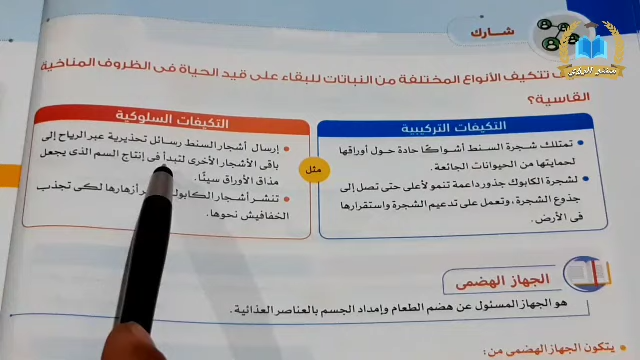 شارك
تتكيف الأنواع المختلفة من النباتات للبقاء على قيد الحياة فى الظروف المناخية
القاسية؟
التكيفات التركيبية
تمتلك شجرة السنط أشواكًا حادة حول أوراقها
لحمايتها من الحيوانات الجائعة.
لشجرة الكابوك جذور داعمة تنمو لأعلى حتى تصل إلى
جذوع الشجرة، وتعمل على تدعيم الشجرة واستقرارها
فى الأرض.
مثل
التكيفات السلوكية
إرسال أشجار السنط رسائل تحذيرية عبر الرياح إلى
باقى الأشجار الأخرى لتبدأ فى إنتاج السم الذى يجعل
مذاق الأوراق سيئًا.
تنشر أشجار الكابوك أزهارها لكى تجذب
الخفافيش نحوها.
الجهاز الهضمى
هو الجهاز المسئول عن هضم الطعام وإمداد الجسم بالعناصر الغذائية.
يتكون الجهاز الهضمى من: